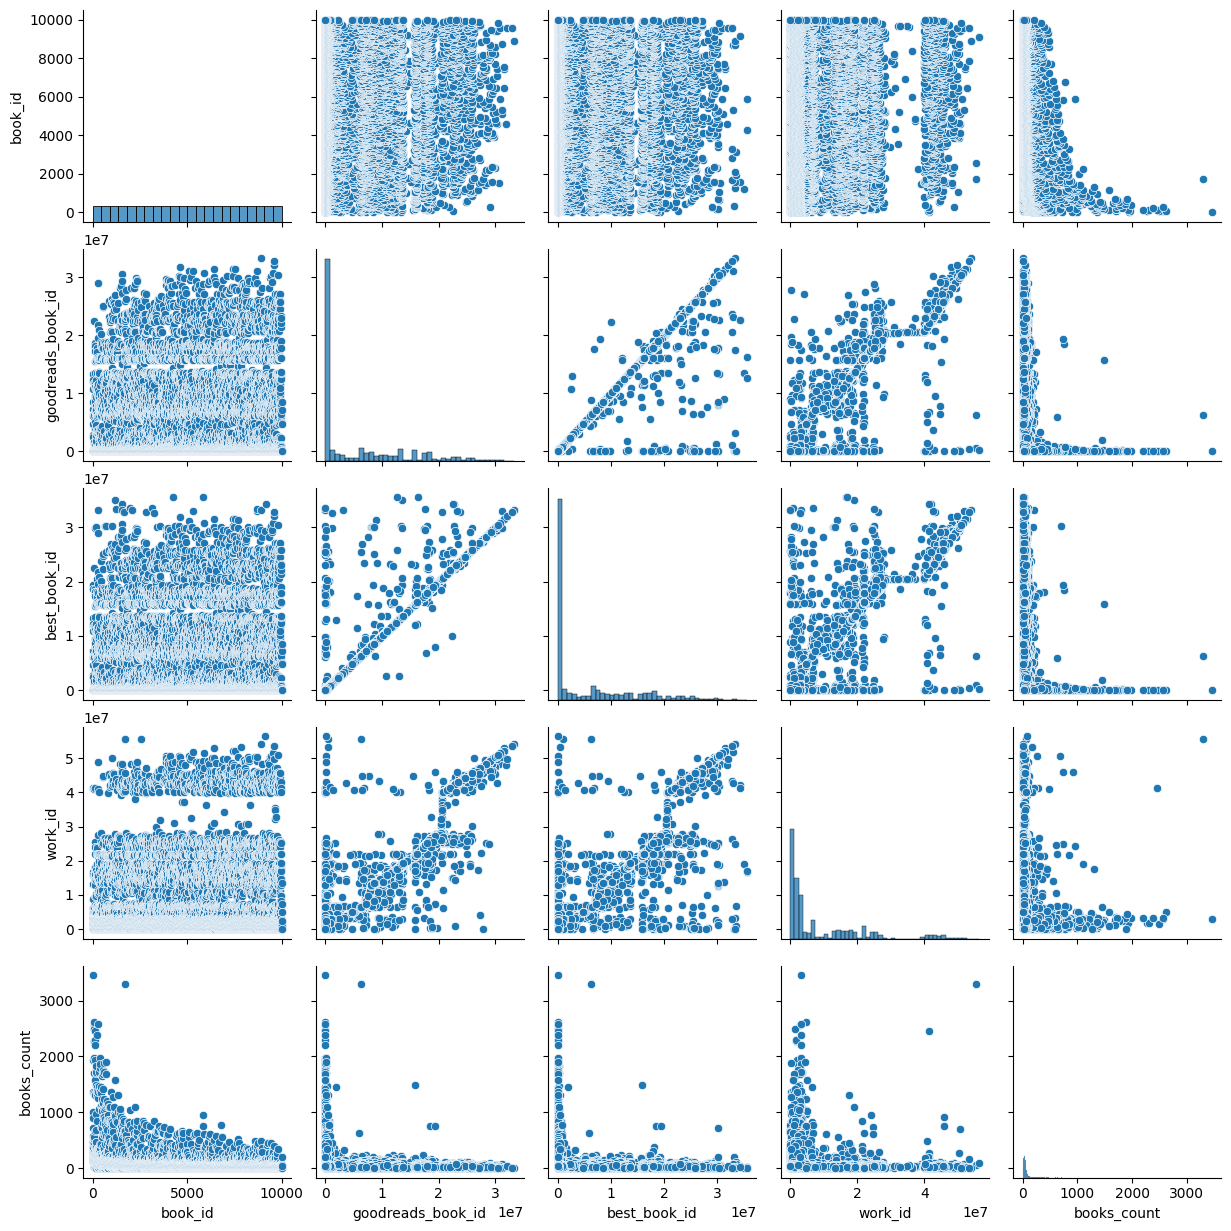 10000
8000
6000
4000
2000
0
book_id
1e7
3
2
1
0
goodreads_book_id
1e7
3
2
1
0
best_book_id
1e7
5
4
3
2
1
0
work_id
3000
2000
1000
0
books_count
0 5000 10000
book_id
0 1 2 3
goodreads_book_id 1e7
0 1 2 3
best_book_id 1e7
0 2 4
work_id 1e7
0 1000 2000 3000
books_count